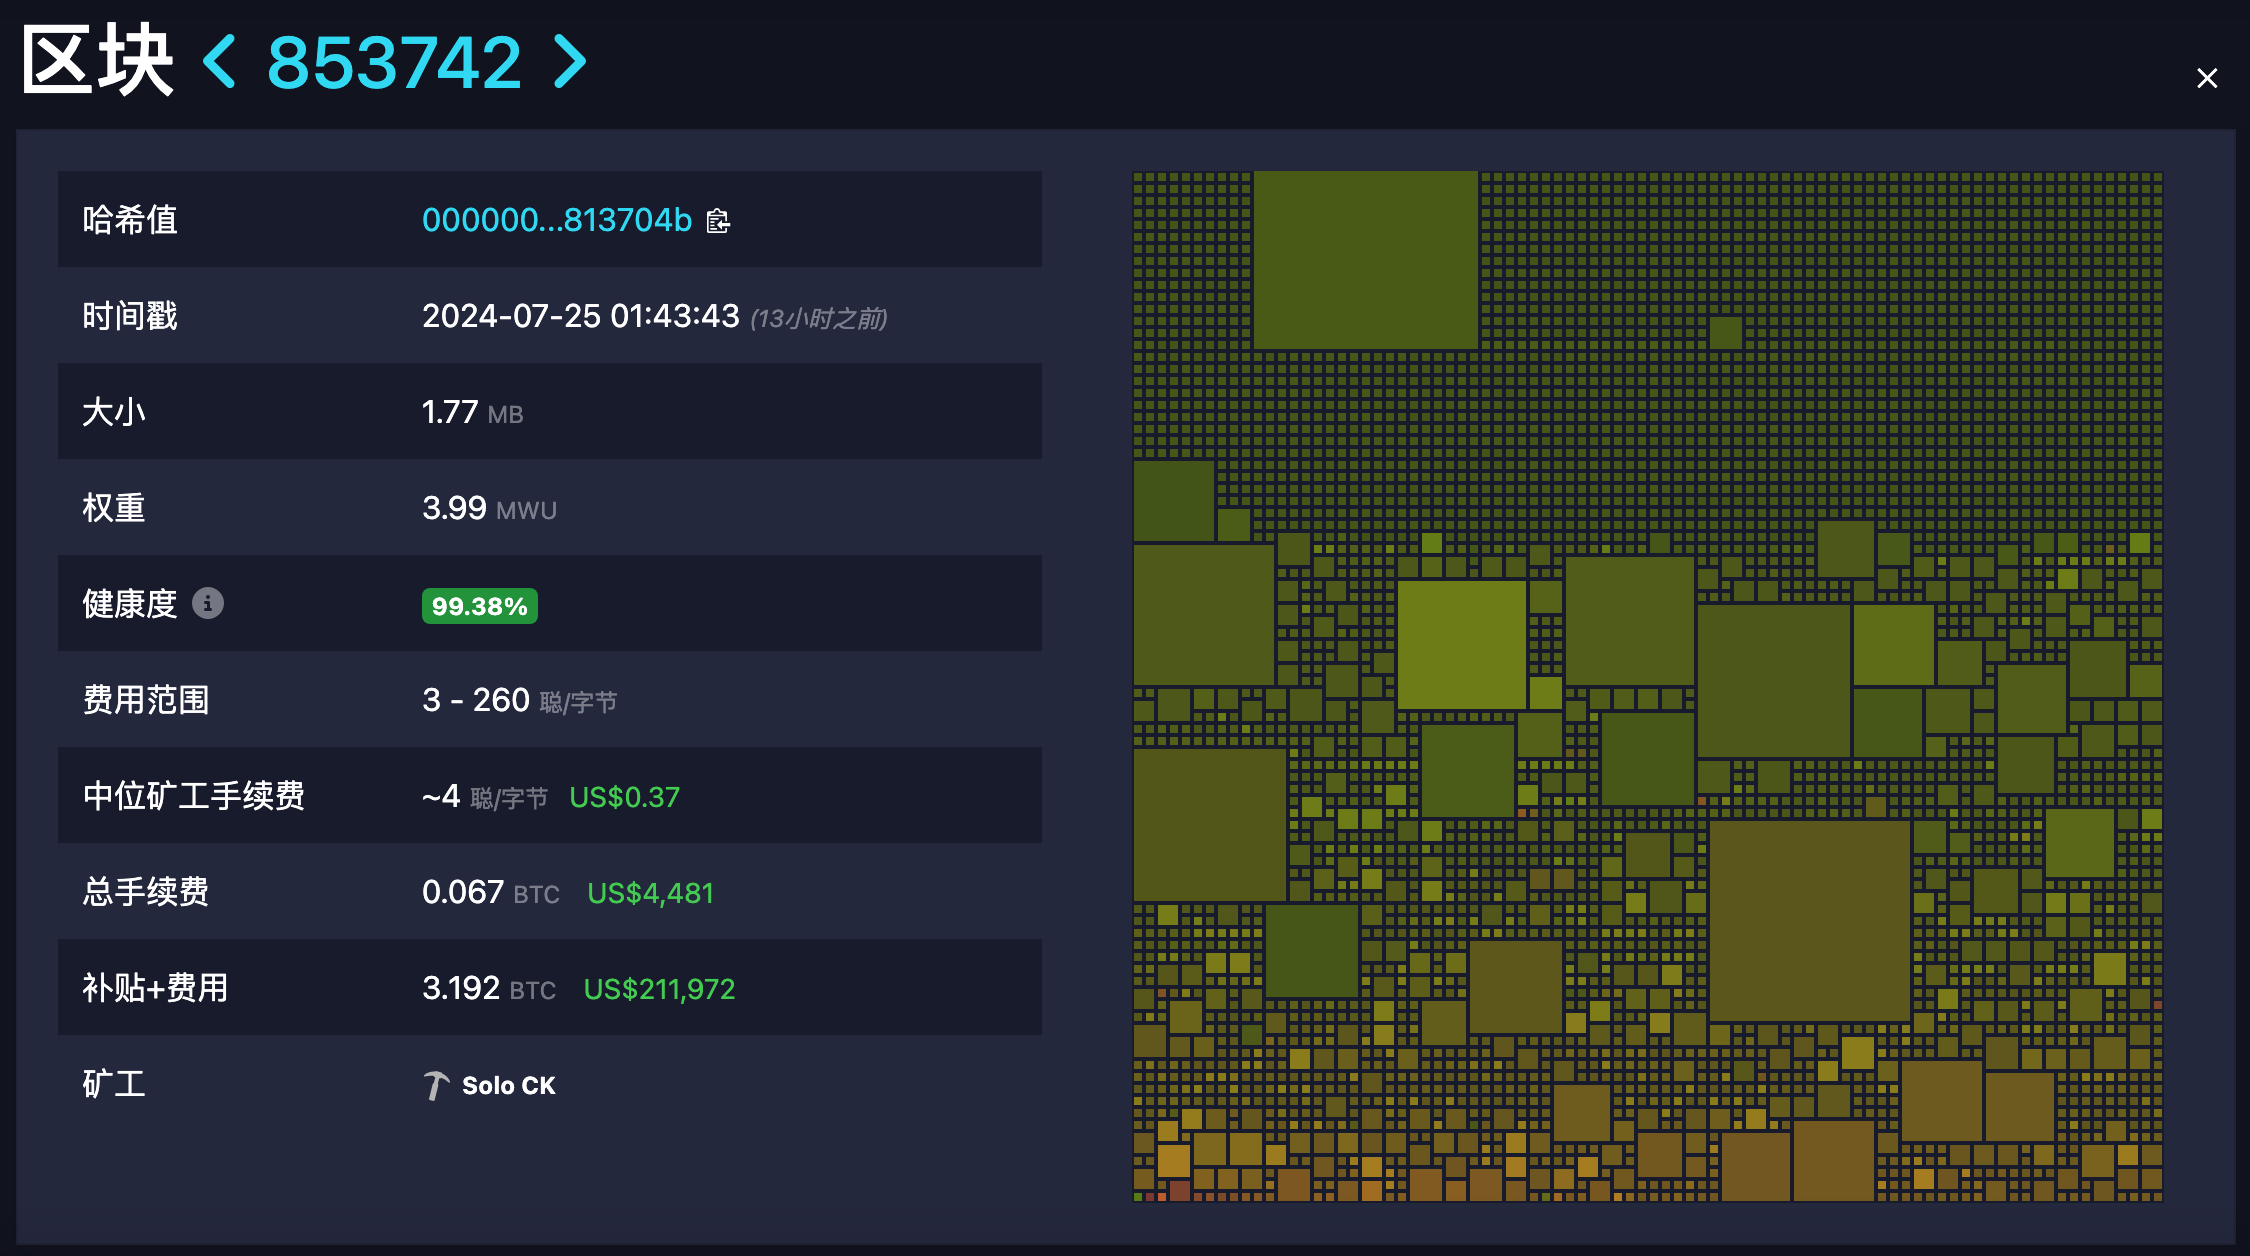 区块 853742
哈希值 000000...813704b
时间戳 2024-07-25 01:43:43 (13小时之前)
大小 1.77 MB
权重 3.99 MWU
健康度 99.38%
费用范围 3 - 260 聪/字节
中位矿工手续费 ~4 聪/字节 US$0.37
总手续费 0.067 BTC US$4,481
补贴+费用 3.192 BTC US$211,972
矿工 Solo CK